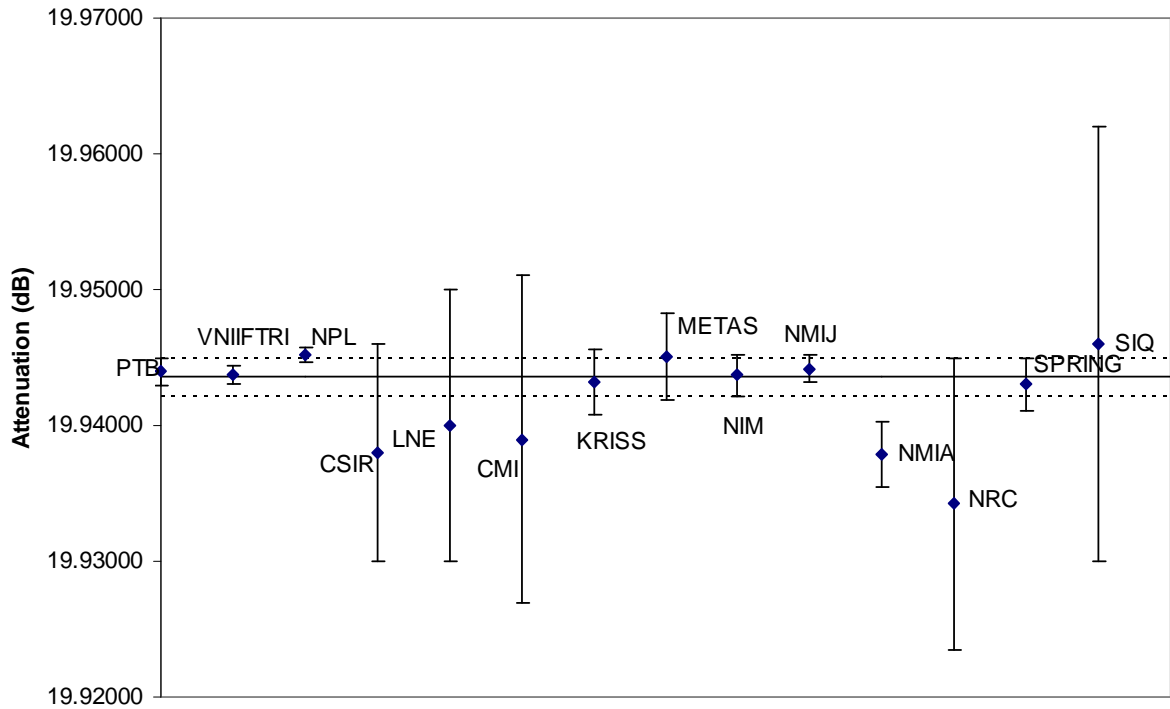 19.97000
19.96000
19.95000
19.94000
19.93000
19.92000
Attenuation (dB)
PTB
VNIIFTRI
NPL
CSIR
LNE
CMI
KRISS
METAS
NIM
NMIJ
NMIA
NRC
SPRING
SIQ